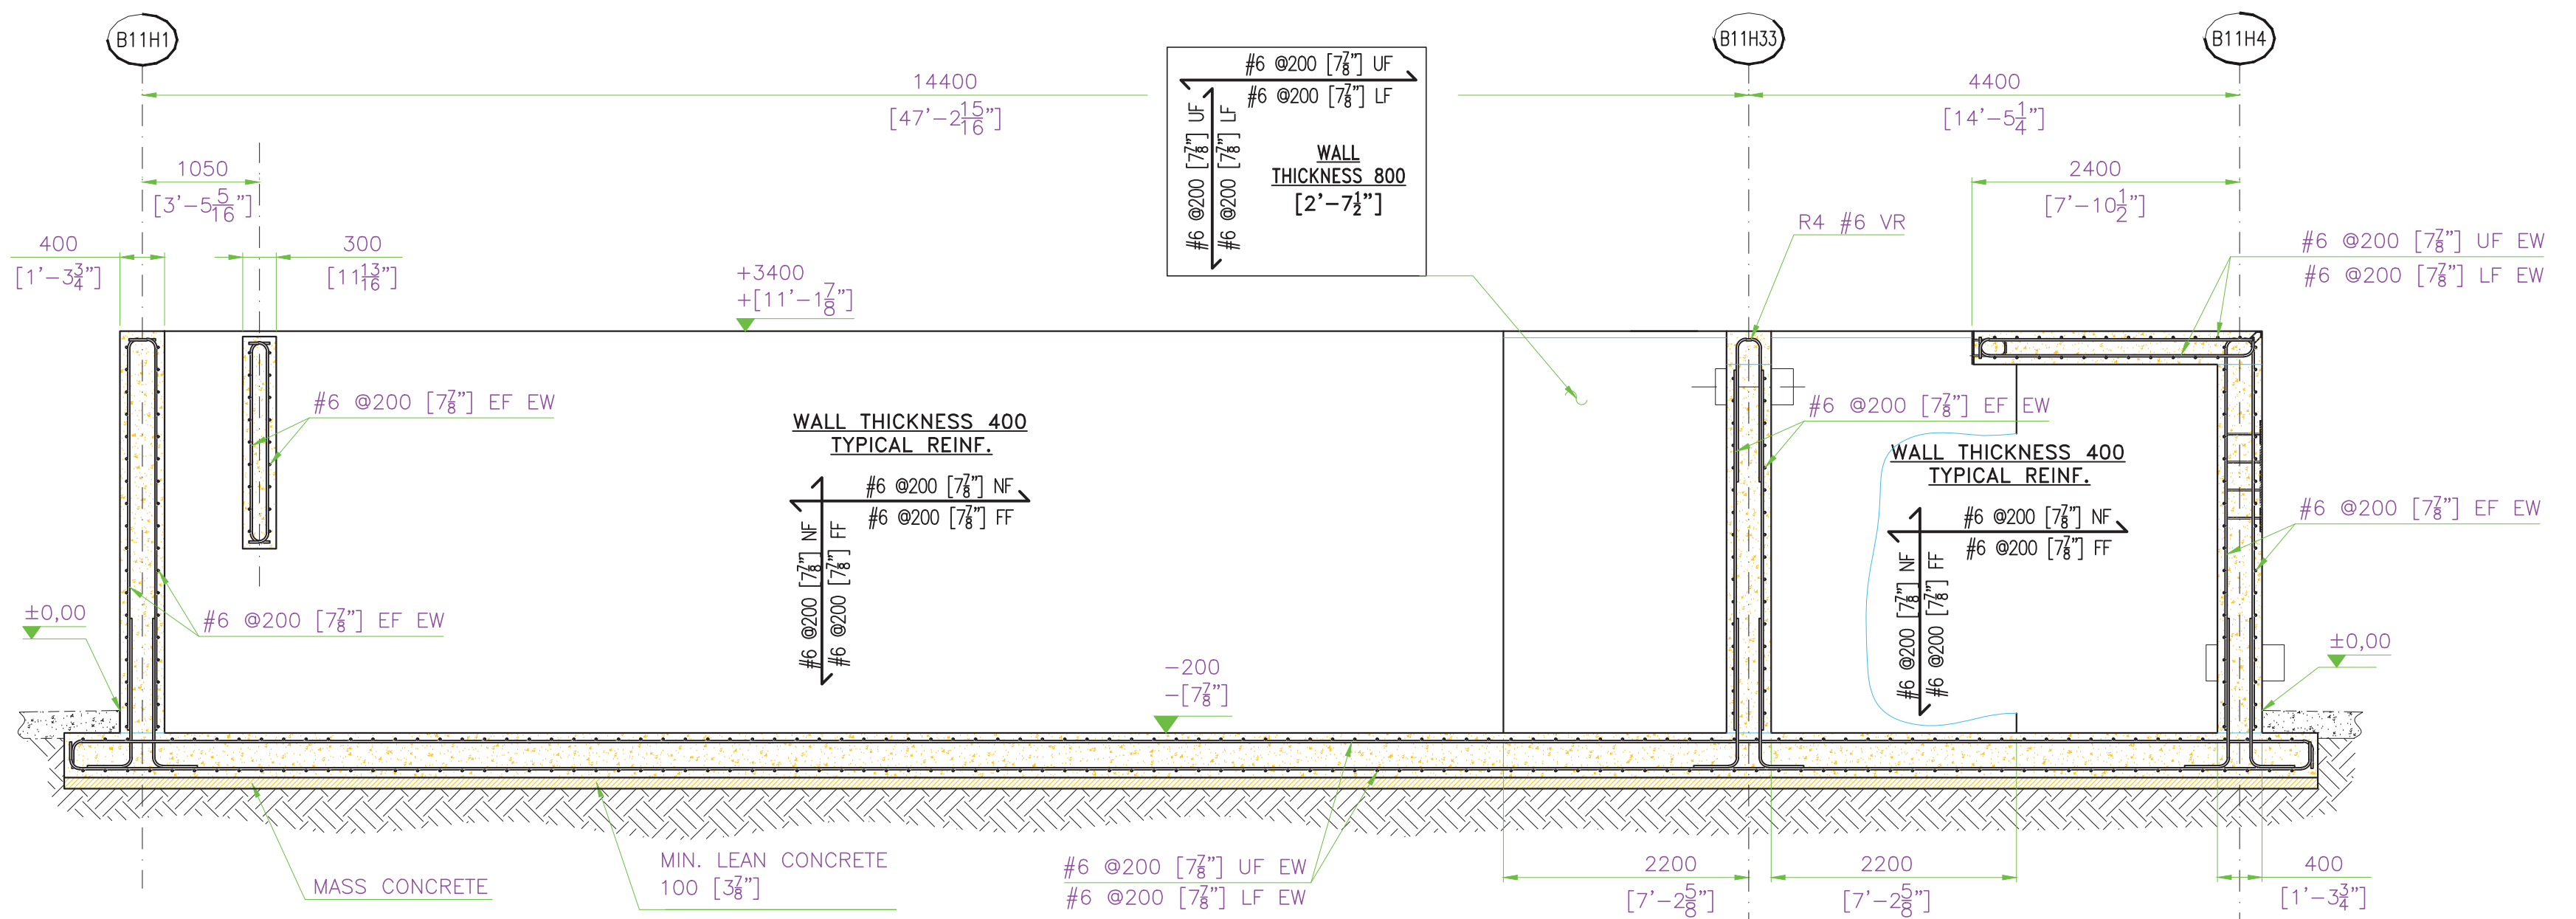 B11H1
B11H33
B11H4
14400
[47'-2 15/16"]
4400
[14'-5 1/4"]
#6 @200 [7 7/8"] UF
#6 @200 [7 7/8"] LF
#6 @200 [7 7/8"] UF
#6 @200 [7 7/8"] LF
WALL
THICKNESS 800
[2'-7 1/2"]
1050
[3'-5 5/16"]
2400
[7'-10 1/2"]
400
[1'-3 3/4"]
300
[11 13/16"]
R4 #6 VR
#6 @200 [7 7/8"] UF EW
#6 @200 [7 7/8"] LF EW
+3400
+[11'-1 7/8"]
#6 @200 [7 7/8"] EF EW
WALL THICKNESS 400
TYPICAL REINF.
#6 @200 [7 7/8"] NF
#6 @200 [7 7/8"] FF
#6 @200 [7 7/8"] NF
#6 @200 [7 7/8"] FF
#6 @200 [7 7/8"] EF EW
WALL THICKNESS 400
TYPICAL REINF.
#6 @200 [7 7/8"] NF
#6 @200 [7 7/8"] FF
#6 @200 [7 7/8"] NF
#6 @200 [7 7/8"] FF
#6 @200 [7 7/8"] EF EW
±0,00
#6 @200 [7 7/8"] EF EW
-200
-[7 7/8"]
±0,00
MASS CONCRETE
MIN. LEAN CONCRETE
100 [3 7/8"]
#6 @200 [7 7/8"] UF EW
#6 @200 [7 7/8"] LF EW
2200
[7'-2 5/8"]
2200
[7'-2 5/8"]
400
[1'-3 3/4"]